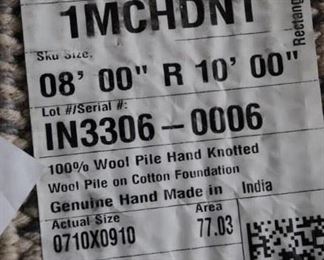 1MCHDNT
Sku Size.
Rectang
08' 00" R 10' 00"
Lot #/Serial #:
IN3306-0006
100% Wool Pile Hand Knotted
Wool Pile on Cotton Foundation
Genuine Hand Made in India
Actual Size Area
0710X0910 77.03